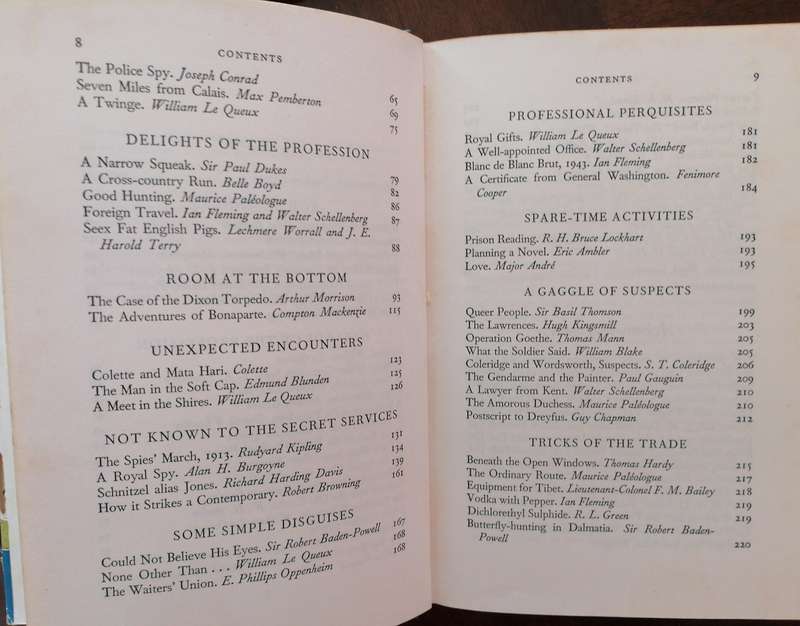 8
CONTENTS
The Police Spy. Joseph Conrad
Seven Miles from Calais. Max Pemberton 65
A Twinge. William Le Queux 69
75
DELIGHTS OF THE PROFESSION
A Narrow Squeak. Sir Paul Dukes 79
A Cross-country Run. Belle Boyd 82
Good Hunting. Maurice Paléologue 86
Foreign Travel. Ian Fleming and Walter Schellenberg 87
Seex Fat English Pigs. Lechmere Worrall and J. E.
Harold Terry 88
ROOM AT THE BOTTOM
The Case of the Dixon Torpedo. Arthur Morrison 93
The Adventures of Bonaparte. Compton Mackenzie 115
UNEXPECTED ENCOUNTERS
Colette and Mata Hari. Colette 123
The Man in the Soft Cap. Edmund Blunden 125
A Meet in the Shires. William Le Queux 126
NOT KNOWN TO THE SECRET SERVICES
The Spies' March, 1913. Rudyard Kipling 131
A Royal Spy. Alan H. Burgoyne 134
Schnitzel alias Jones. Richard Harding Davis 139
How it Strikes a Contemporary. Robert Browning 161
SOME SIMPLE DISGUISES
Could Not Believe His Eyes. Sir Robert Baden-Powell 167
None Other Than . . . William Le Queux 168
The Waiters' Union. E. Phillips Oppenheim 168
CONTENTS 9
PROFESSIONAL PERQUISITES
Royal Gifts. William Le Queux 181
A Well-appointed Office. Walter Schellenberg 181
Blanc de Blanc Brut, 1943. Ian Fleming 182
A Certificate from General Washington. Fenimore
Cooper 184
SPARE-TIME ACTIVITIES
Prison Reading. R. H. Bruce Lockhart 193
Planning a Novel. Eric Ambler 193
Love. Major André 195
A GAGGLE OF SUSPECTS
Queer People. Sir Basil Thomson 199
The Lawrences. Hugh Kingsmill 203
Operation Goethe. Thomas Mann 205
What the Soldier Said. William Blake 205
Coleridge and Wordsworth, Suspects. S. T. Coleridge 206
The Gendarme and the Painter. Paul Gauguin 209
A Lawyer from Kent. Walter Schellenberg 210
The Amorous Duchess. Maurice Paléologue 210
Postscript to Dreyfus. Guy Chapman 212
TRICKS OF THE TRADE
Beneath the Open Windows. Thomas Hardy 215
The Ordinary Route. Maurice Paléologue 217
Equipment for Tibet. Lieutenant-Colonel F. M. Bailey 218
Vodka with Pepper. Ian Fleming 219
Dichlorethyl Sulphide. R. L. Green 219
Butterfly-hunting in Dalmatia. Sir Robert Baden-
Powell 220